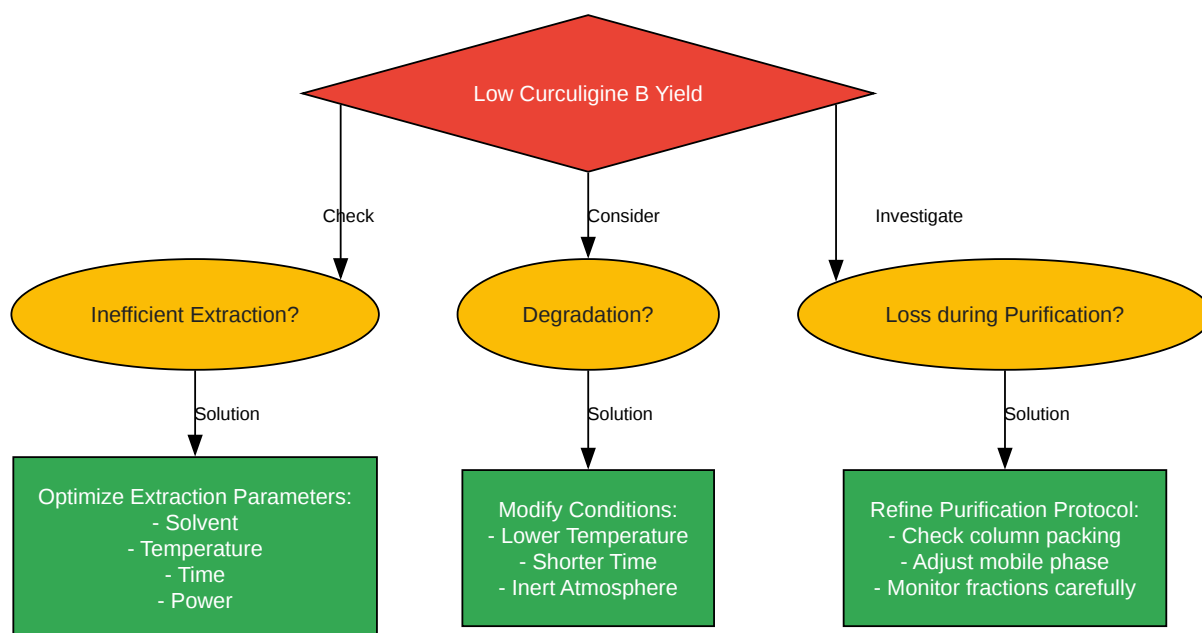 Low Curculigine B Yield
Check
Consider
Investigate
Inefficient Extraction?
Degradation?
Loss during Purification?
Solution
Solution
Solution
Optimize Extraction Parameters:
- Solvent
- Temperature
- Time
- Power
Modify Conditions:
- Lower Temperature
- Shorter Time
- Inert Atmosphere
Refine Purification Protocol:
- Check column packing
- Adjust mobile phase
- Monitor fractions carefully